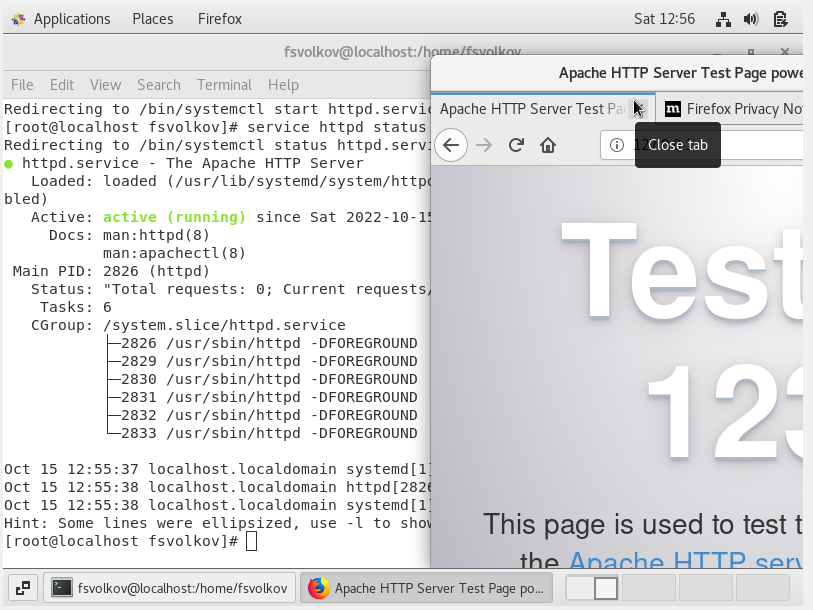 Applications Places Firefox Sat 12:56
fsvolkov@localhost:/home/fsvolkov
File Edit View Search Terminal Help
Redirecting to /bin/systemctl start httpd.servic
[root@localhost fsvolkov]# service httpd status
Redirecting to /bin/systemctl status httpd.servi
● httpd.service - The Apache HTTP Server
Loaded: loaded (/usr/lib/systemd/system/httpd
bled)
Active: active (running) since Sat 2022-10-15
Docs: man:httpd(8)
man:apachectl(8)
Main PID: 2826 (httpd)
Status: "Total requests: 0; Current requests/
Tasks: 6
CGroup: /system.slice/httpd.service
├─2826 /usr/sbin/httpd -DFOREGROUND
├─2829 /usr/sbin/httpd -DFOREGROUND
├─2830 /usr/sbin/httpd -DFOREGROUND
├─2831 /usr/sbin/httpd -DFOREGROUND
├─2832 /usr/sbin/httpd -DFOREGROUND
└─2833 /usr/sbin/httpd -DFOREGROUND
Oct 15 12:55:37 localhost.localdomain systemd[1]
Oct 15 12:55:38 localhost.localdomain httpd[2826
Oct 15 12:55:38 localhost.localdomain systemd[1]
Hint: Some lines were ellipsized, use -l to show
[root@localhost fsvolkov]#
Apache HTTP Server Test Page powe
Apache HTTP Server Test Pa m Firefox Privacy No
Close tab
Test
123
This page is used to test t
the Apache HTTP serv
fsvolkov@localhost:/home/fsvolkov Apache HTTP Server Test Page po...